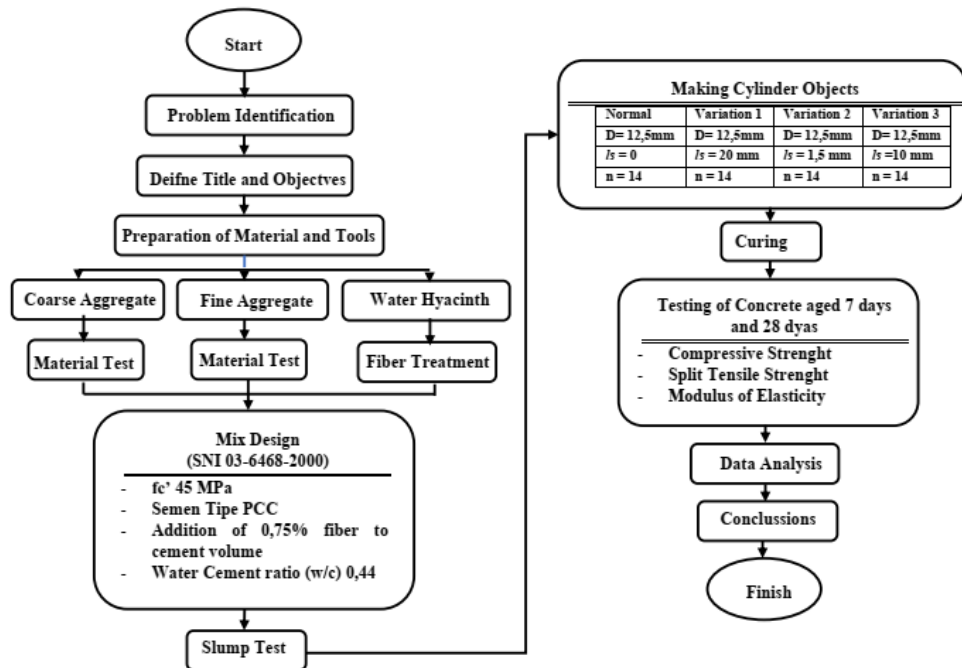 Start
Problem Identification
Deifne Title and Objectves
Preparation of Material and Tools
Coarse Aggregate
Fine Aggregate
Water Hyacinth
Material Test
Material Test
Fiber Treatment
Mix Design
(SNI 03-6468-2000)
- fc' 45 MPa
- Semen Tipe PCC
- Addition of 0,75% fiber to
cement volume
- Water Cement ratio (w/c) 0,44
Slump Test
Making Cylinder Objects
Normal Variation 1 Variation 2 Variation 3
D= 12,5mm D= 12,5mm D= 12,5mm D= 12,5mm
ls = 0 ls = 20 mm ls = 1,5 mm ls =10 mm
n = 14 n = 14 n = 14 n = 14
Curing
Testing of Concrete aged 7 days
and 28 dyas
- Compressive Strenght
- Split Tensile Strenght
- Modulus of Elasticity
Data Analysis
Conclussions
Finish